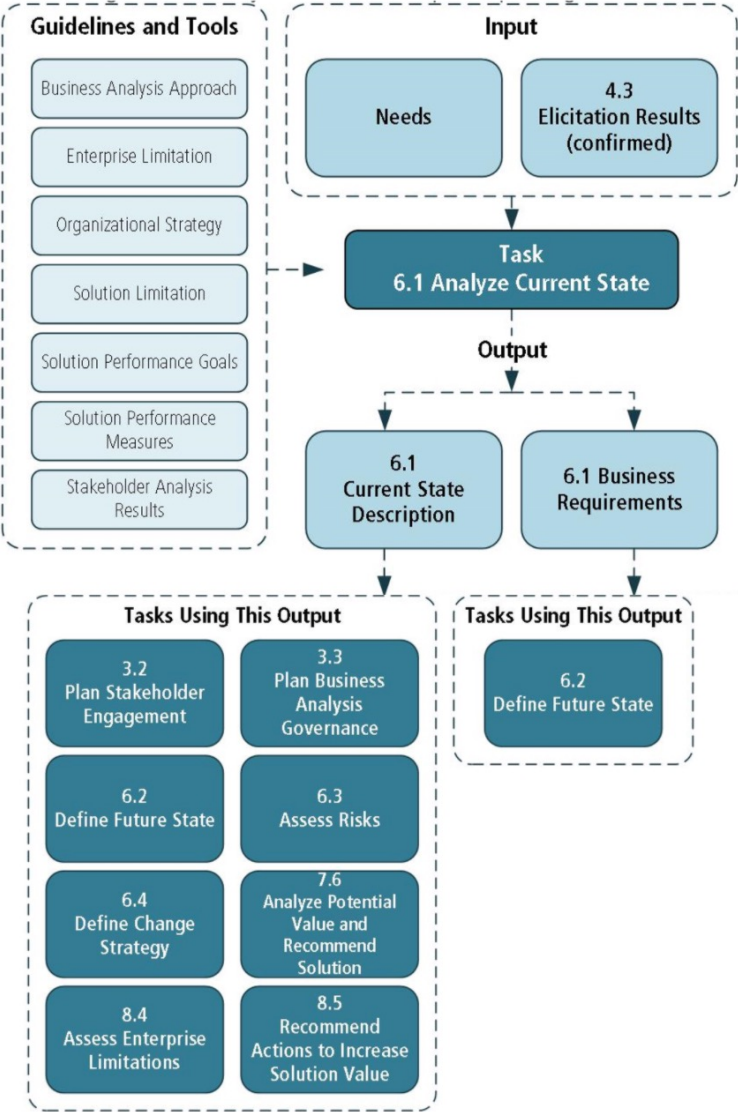 Guidelines and Tools
Business Analysis Approach
Enterprise Limitation
Organizational Strategy
Solution Limitation
Solution Performance Goals
Solution Performance
Measures
Stakeholder Analysis
Results
Input
Needs
4.3
Elicitation Results
(confirmed)
Task
6.1 Analyze Current State
Output
6.1
Current State
Description
6.1 Business
Requirements
Tasks Using This Output
3.2
Plan Stakeholder
Engagement
3.3
Plan Business
Analysis
Governance
6.2
Define Future State
6.3
Assess Risks
6.4
Define Change
Strategy
7.6
Analyze Potential
Value and
Recommend
Solution
8.4
Assess Enterprise
Limitations
8.5
Recommend
Actions to Increase
Solution Value
Tasks Using This Output
6.2
Define Future State